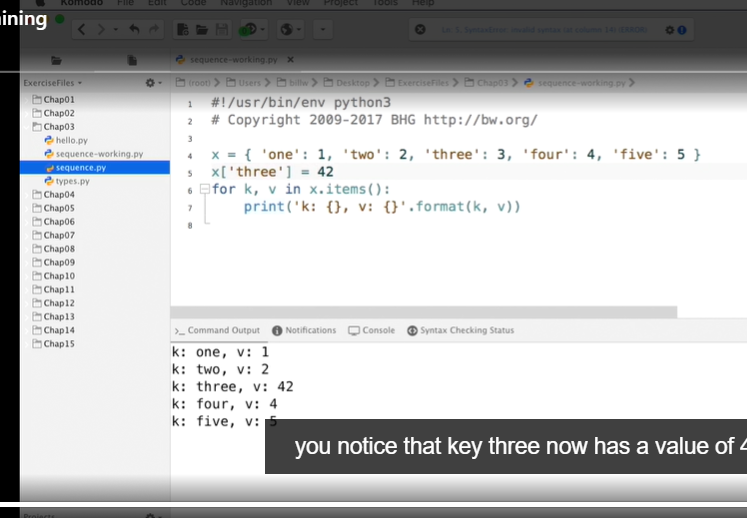 ining
Komodo File Edit Code Navigation View Project Tools Help
sequence-working.py
ExerciseFiles
(root) Users billw Desktop ExerciseFiles Chap03 sequence-working.py
Chap01
Chap02
Chap03
hello.py
sequence-working.py
sequence.py
types.py
Chap04
Chap05
Chap06
Chap07
Chap08
Chap09
Chap10
Chap11
Chap12
Chap13
Chap14
Chap15
1 #!/usr/bin/env python3
2 # Copyright 2009-2017 BHG http://bw.org/
3
4 x = { 'one': 1, 'two': 2, 'three': 3, 'four': 4, 'five': 5 }
5 x['three'] = 42
6 for k, v in x.items():
7 print('k: {}, v: {}'.format(k, v))
8
>_ Command Output Notifications Console Syntax Checking Status
k: one, v: 1
k: two, v: 2
k: three, v: 42
k: four, v: 4
k: five, v: 5
you notice that key three now has a value of 4
Projects